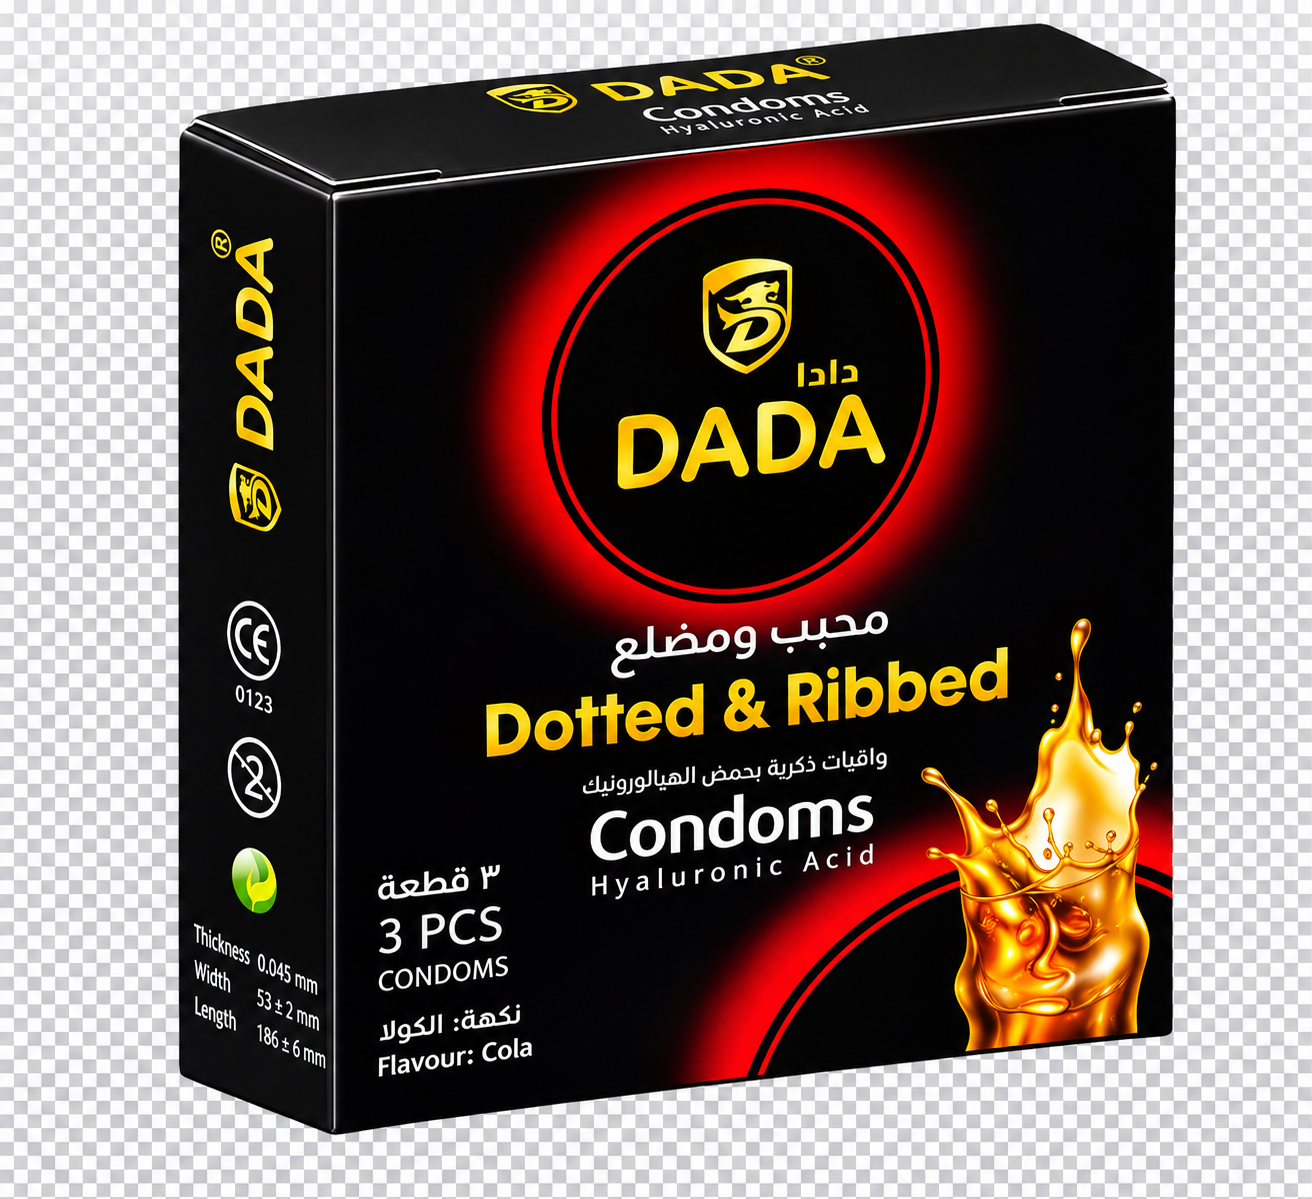 DADA®
Condoms
Hyaluronic Acid
DADA®
CE
0123
2
Thickness 0.045 mm
Width 53 ± 2 mm
Length 186 ± 6 mm
دادا
DADA
محبب ومضلع
Dotted & Ribbed
واقيات ذكرية بحمض الهيالورونيك
Condoms
Hyaluronic Acid
٣ قطعة
3 PCS
CONDOMS
نكهة: الكولا
Flavour: Cola